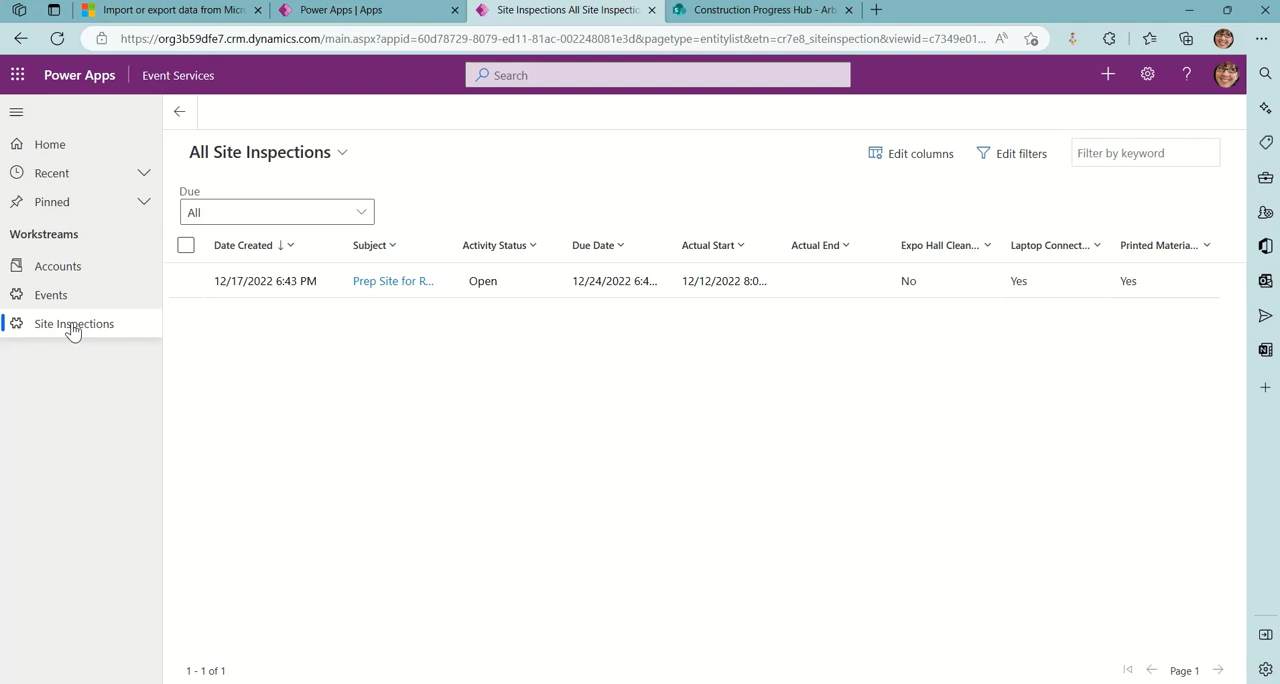 Import or export data from Micr
Power Apps | Apps
Site Inspections All Site Inspectio
Construction Progress Hub - Arb
https://org3b59dfe7.crm.dynamics.com/main.aspx?appid=60d78729-8079-ed11-81ac-002248081e3d&pagetype=entitylist&etn=cr7e8_siteinspection&viewid=c7349e01...
Power Apps
Event Services
Search
Home
Recent
Pinned
Workstreams
Accounts
Events
Site Inspections
All Site Inspections
Edit columns
Edit filters
Filter by keyword
Due
All
Date Created
Subject
Activity Status
Due Date
Actual Start
Actual End
Expo Hall Clean...
Laptop Connect...
Printed Materia...
12/17/2022 6:43 PM
Prep Site for R...
Open
12/24/2022 6:4...
12/12/2022 8:0...
No
Yes
Yes
1 - 1 of 1
Page 1